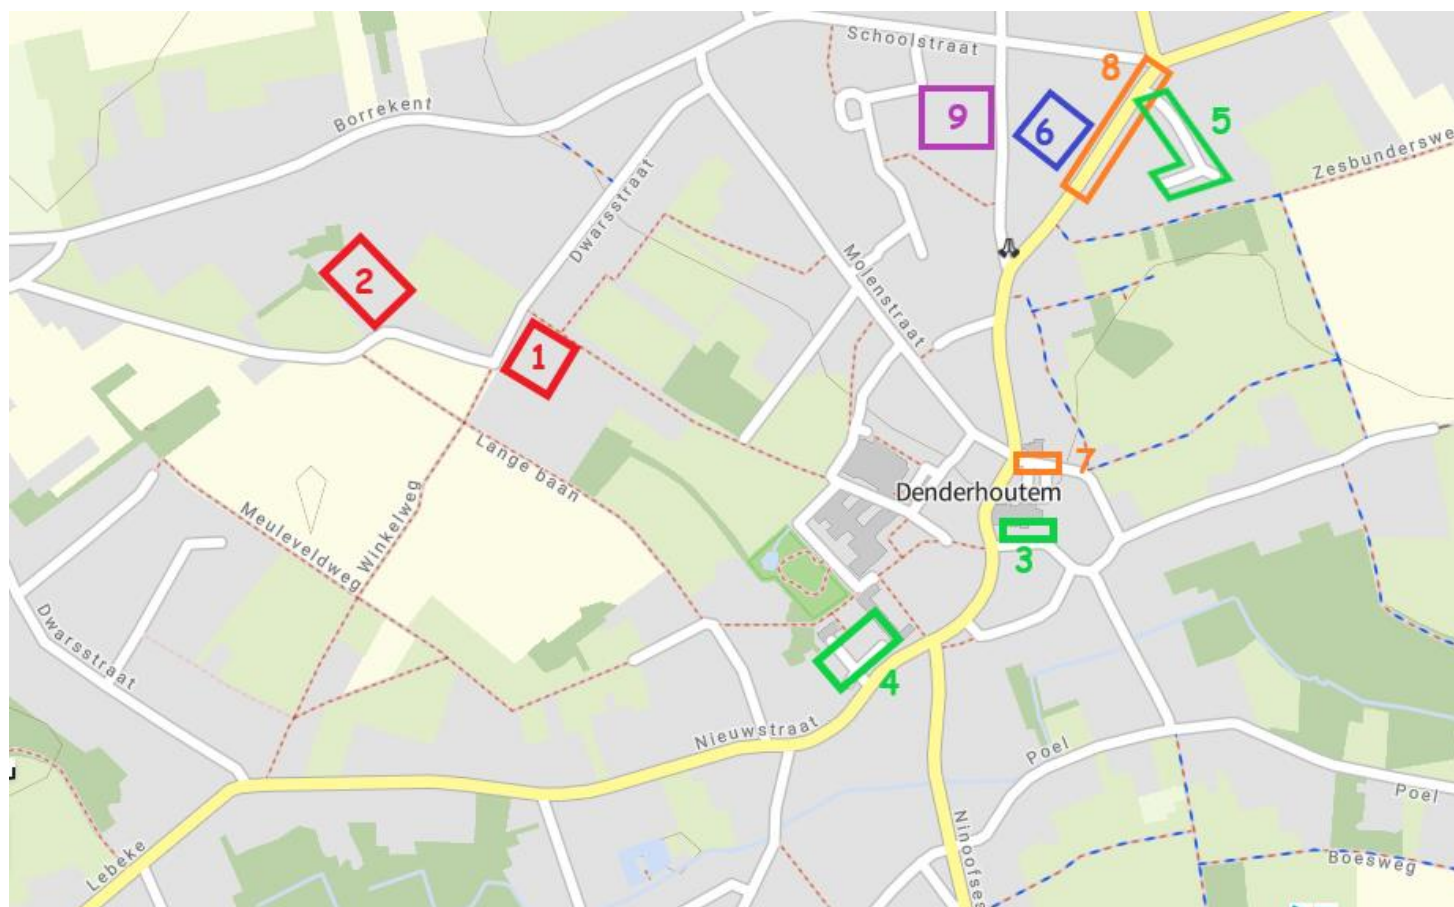 Schoolstraat
8
Borrekent
9
6
5
Zesbunderswe
Dwarsstraat
2
Molenstraat
1
Lange baan
7
Denderhoutem
Winkelweg
Meuleveldweg
3
Dwarsstraat
4
Nieuwstraat
Poel
Poel
Ninoofses
Lebeke
Boesweg